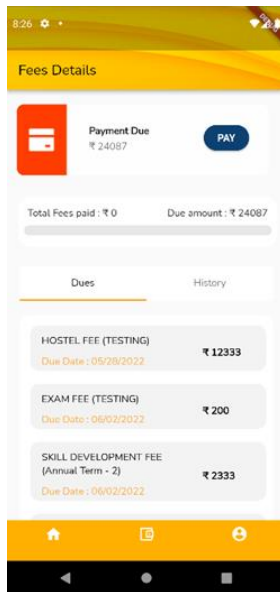 8:26
Fees Details
Payment Due
₹ 24087
PAY
Total Fees paid : ₹ 0 Due amount : ₹ 24087
Dues History
HOSTEL FEE (TESTING)
₹ 12333
Due Date : 05/28/2022
EXAM FEE (TESTING)
₹ 200
Due Date : 06/02/2022
SKILL DEVELOPMENT FEE
(Annual Term - 2)
₹ 2333
Due Date : 06/02/2022